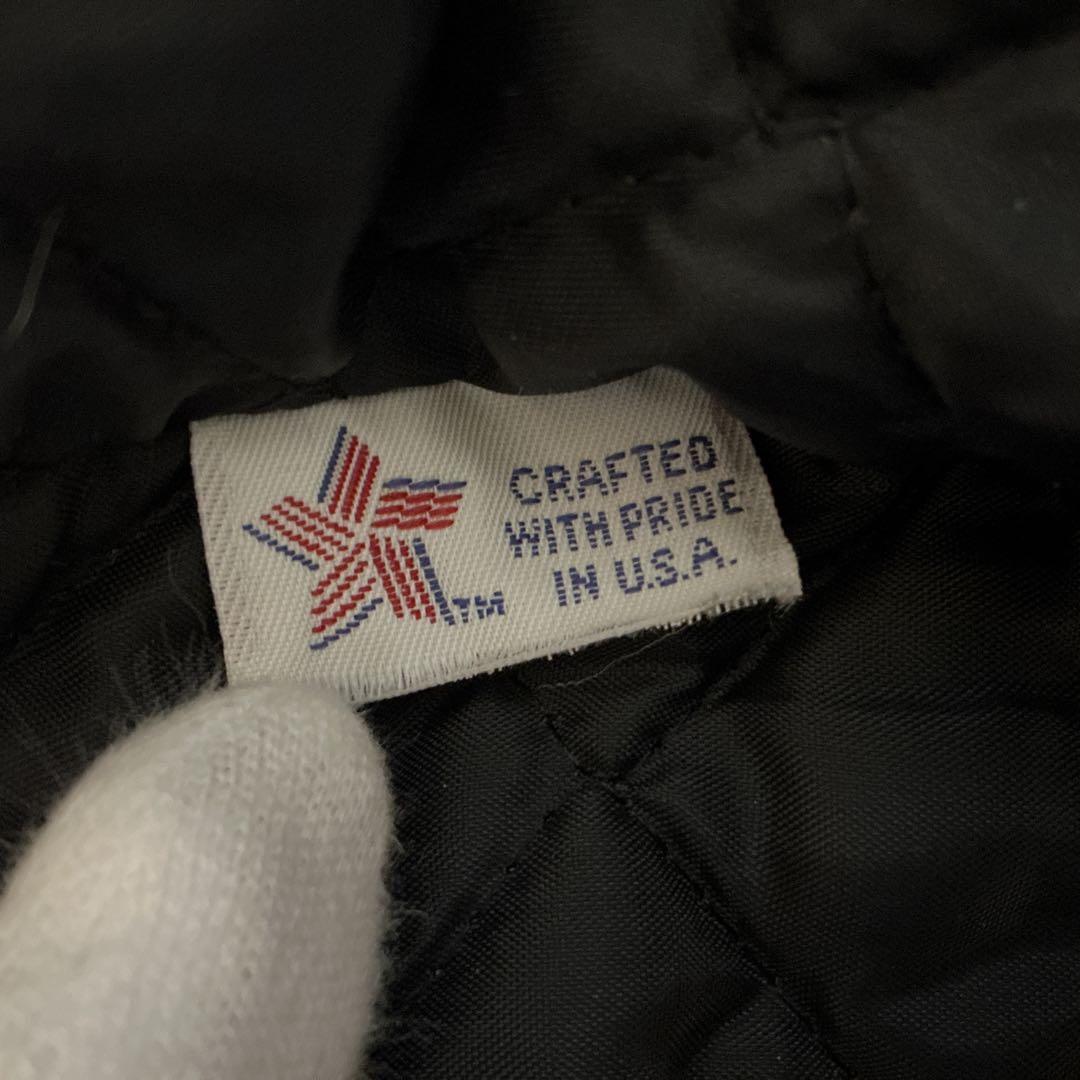 CRAFTED
WITH PRIDE
IN U.S.A.
TM